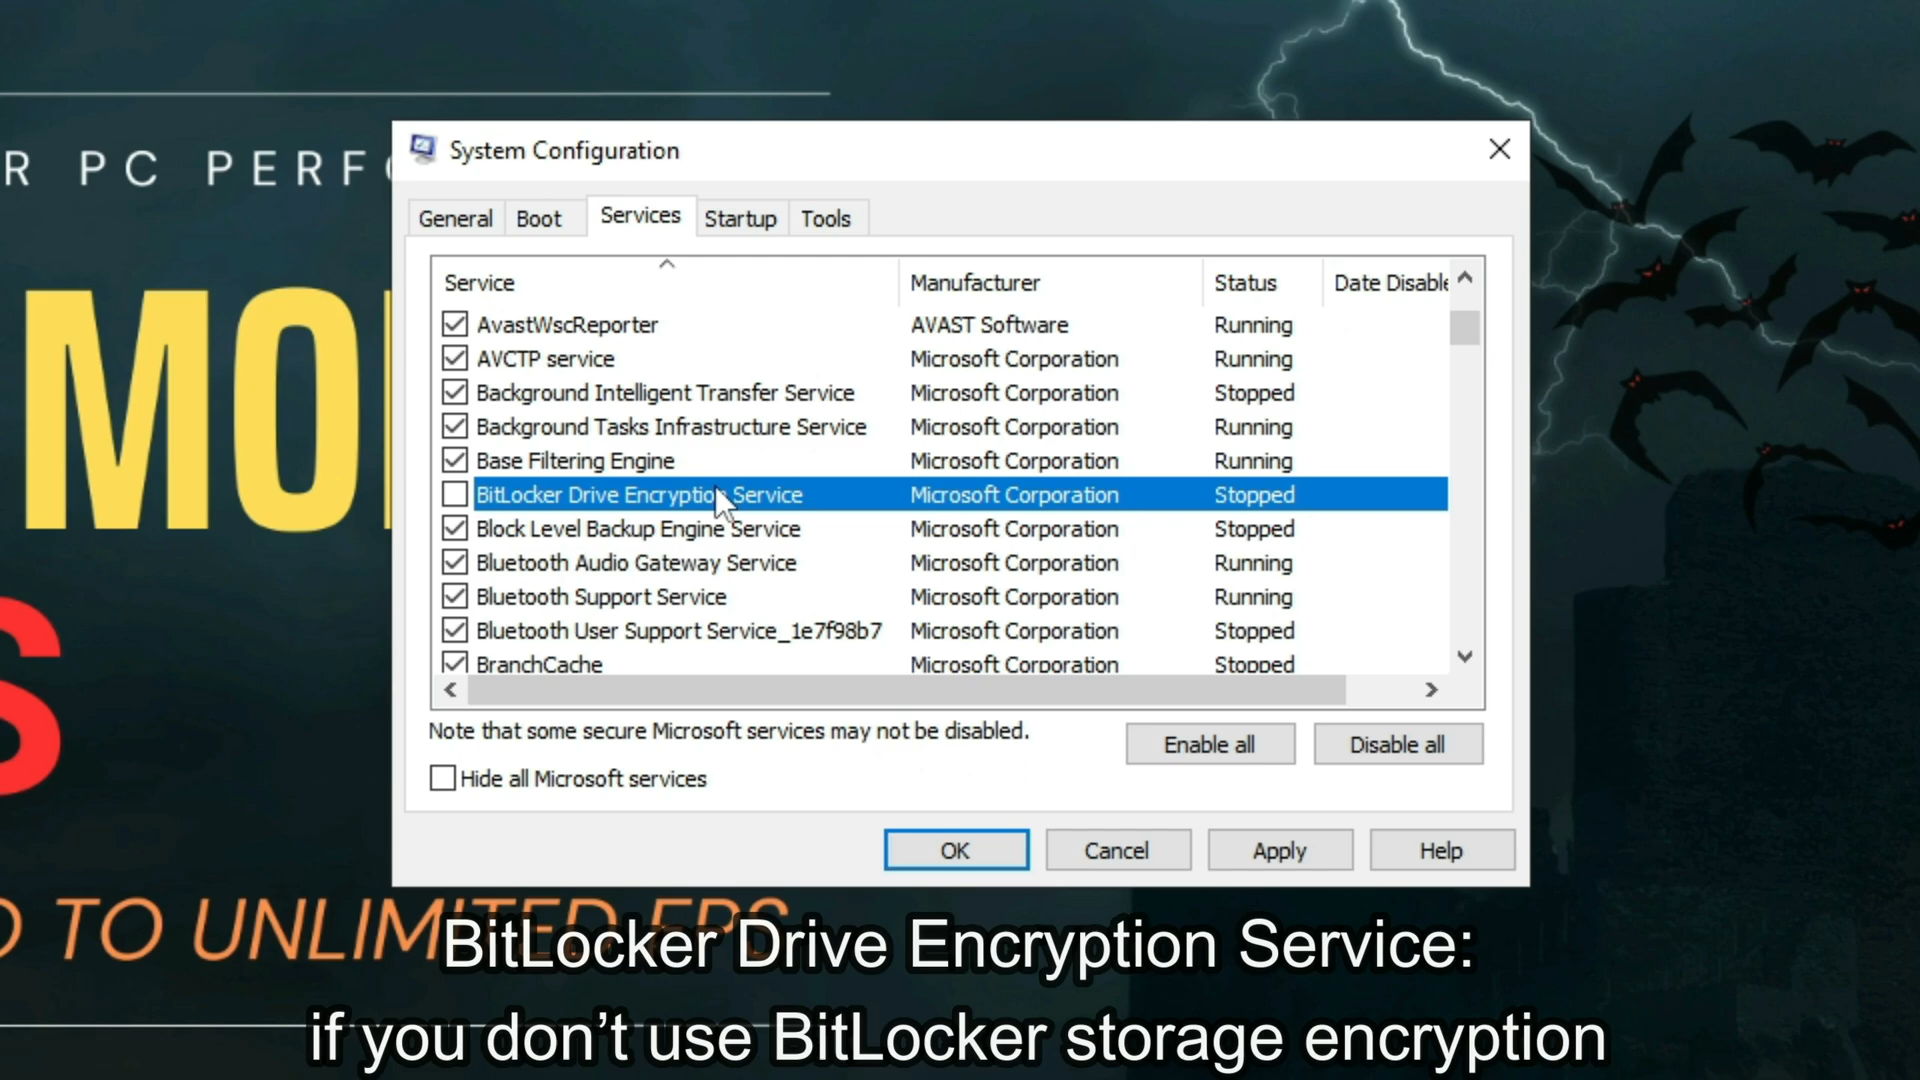 R PC PERF
MO
S
O TO UNLIMITED FPS
System Configuration
General Boot Services Startup Tools
Service Manufacturer Status Date Disable
AvastWscReporter AVAST Software Running
AVCTP service Microsoft Corporation Running
Background Intelligent Transfer Service Microsoft Corporation Stopped
Background Tasks Infrastructure Service Microsoft Corporation Running
Base Filtering Engine Microsoft Corporation Running
BitLocker Drive Encryption Service Microsoft Corporation Stopped
Block Level Backup Engine Service Microsoft Corporation Stopped
Bluetooth Audio Gateway Service Microsoft Corporation Running
Bluetooth Support Service Microsoft Corporation Running
Bluetooth User Support Service_1e7f98b7 Microsoft Corporation Stopped
BranchCache Microsoft Corporation Stopped
Note that some secure Microsoft services may not be disabled.
Enable all Disable all
Hide all Microsoft services
OK Cancel Apply Help
BitLocker Drive Encryption Service:
if you don’t use BitLocker storage encryption